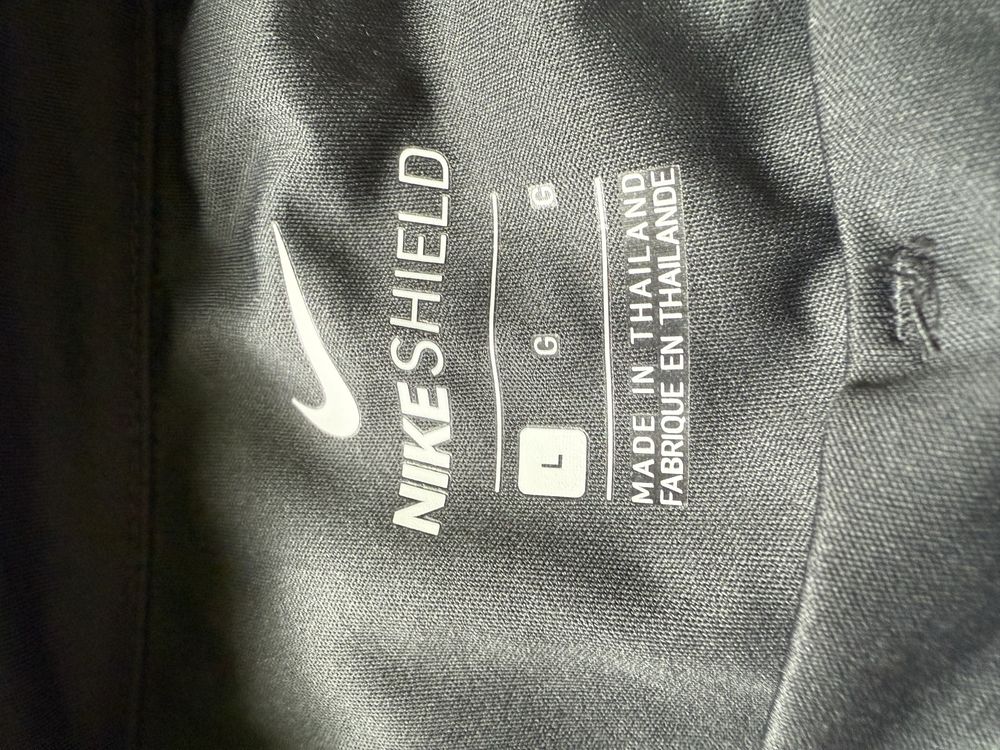 NIKESHIELD
L G G
MADE IN THAILAND
FABRIQUE EN THAILANDE